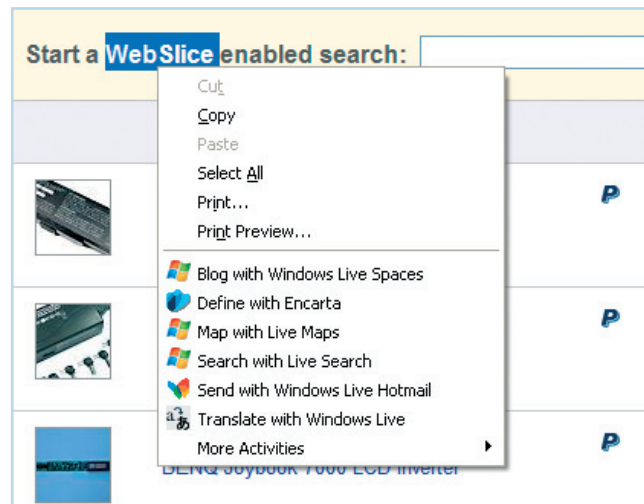 Start a WebSlice enabled search:
Cut
Copy
Paste
Select All
Print...
Print Preview...
Blog with Windows Live Spaces
Define with Encarta
Map with Live Maps
Search with Live Search
Send with Windows Live Hotmail
Translate with Windows Live
More Activities
BENQ Joybook 7000 LCD Inverter